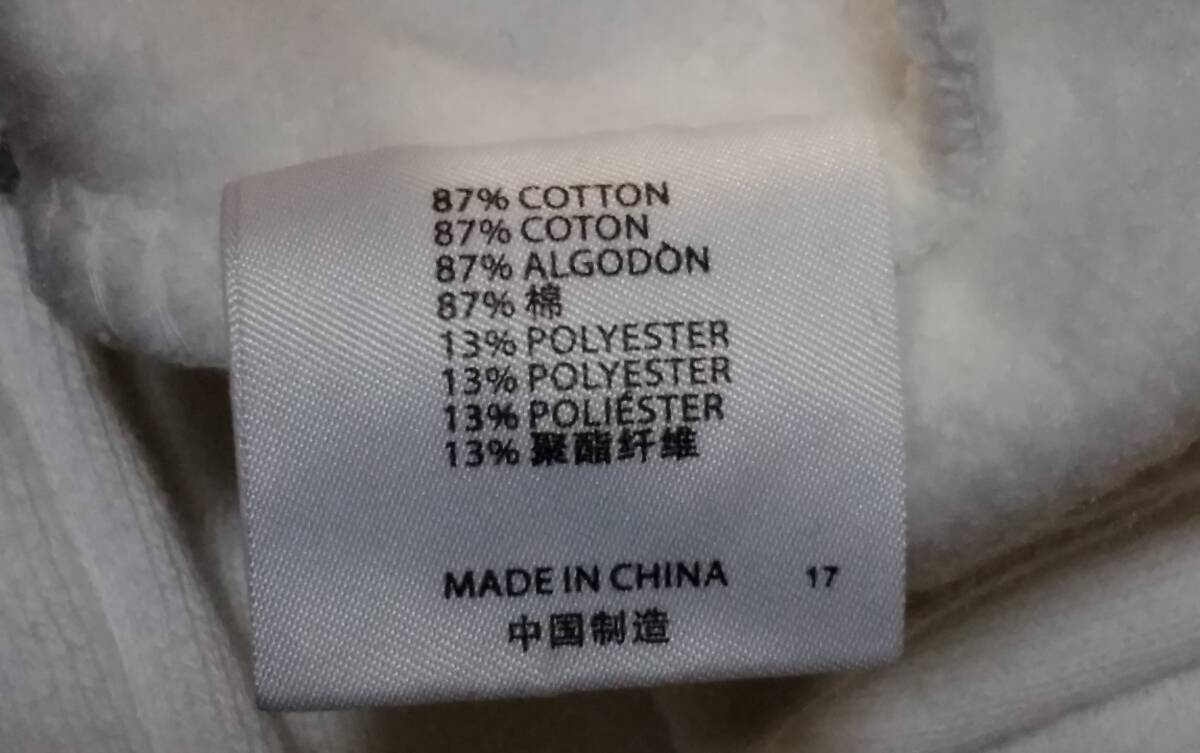 87% COTTON
87% COTON
87% ALGODÒN
87% 棉
13% POLYESTER
13% POLYESTER
13% POLIÉSTER
13% 聚酯纤维
MADE IN CHINA 17
中国制造